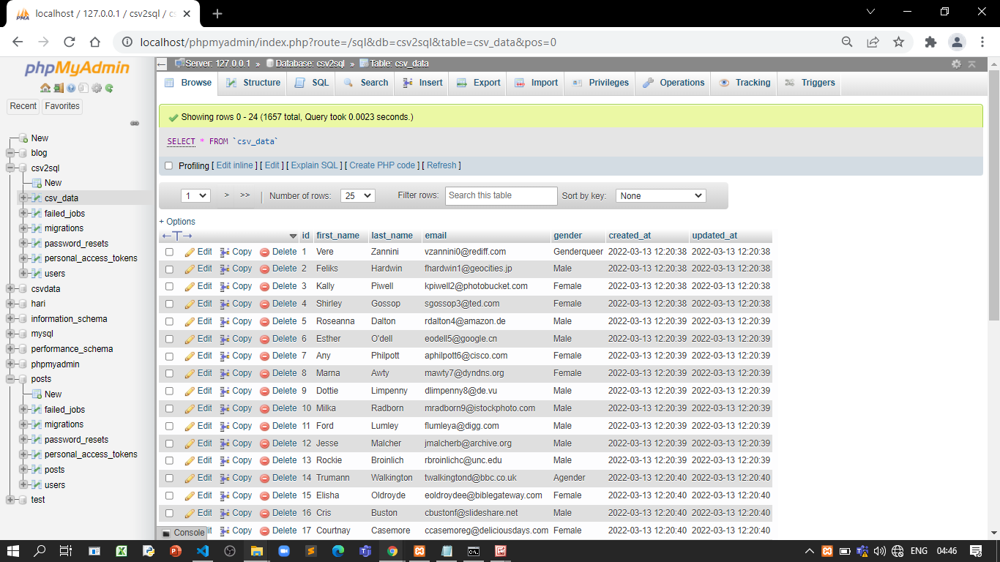 localhost / 127.0.0.1 / csv2sql / cs
localhost/phpmyadmin/index.php?route=/sql&db=csv2sql&table=csv_data&pos=0
phpMyAdmin
Recent Favorites
New
blog
csv2sql
New
csv_data
failed_jobs
migrations
password_resets
personal_access_tokens
users
csvdata
hari
information_schema
mysql
performance_schema
phpmyadmin
posts
New
failed_jobs
migrations
password_resets
personal_access_tokens
posts
users
test
Server: 127.0.0.1 » Database: csv2sql » Table: csv_data
Browse Structure SQL Search Insert Export Import Privileges Operations Tracking Triggers
Showing rows 0 - 24 (1657 total, Query took 0.0023 seconds.)
SELECT * FROM `csv_data`
Profiling [ Edit inline ] [ Edit ] [ Explain SQL ] [ Create PHP code ] [ Refresh ]
1 > >> | Number of rows: 25 Filter rows: Search this table Sort by key: None
+ Options
←T→ id first_name last_name email gender created_at updated_at
Edit Copy Delete 1 Vere Zannini vzannini0@rediff.com Genderqueer 2022-03-13 12:20:38 2022-03-13 12:20:38
Edit Copy Delete 2 Feliks Hardwin fhardwin1@geocities.jp Male 2022-03-13 12:20:38 2022-03-13 12:20:38
Edit Copy Delete 3 Kally Piwell kpiwell2@photobucket.com Female 2022-03-13 12:20:38 2022-03-13 12:20:38
Edit Copy Delete 4 Shirley Gossop sgossop3@ted.com Female 2022-03-13 12:20:38 2022-03-13 12:20:38
Edit Copy Delete 5 Roseanna Dalton rdalton4@amazon.de Male 2022-03-13 12:20:39 2022-03-13 12:20:39
Edit Copy Delete 6 Esther O'dell eodell5@google.cn Male 2022-03-13 12:20:39 2022-03-13 12:20:39
Edit Copy Delete 7 Any Philpott aphilpott6@cisco.com Female 2022-03-13 12:20:39 2022-03-13 12:20:39
Edit Copy Delete 8 Marna Awty mawty7@dyndns.org Female 2022-03-13 12:20:39 2022-03-13 12:20:39
Edit Copy Delete 9 Dottie Limpenny dlimpenny8@de.vu Male 2022-03-13 12:20:39 2022-03-13 12:20:39
Edit Copy Delete 10 Milka Radborn mradborn9@istockphoto.com Male 2022-03-13 12:20:39 2022-03-13 12:20:39
Edit Copy Delete 11 Ford Lumley flumleya@digg.com Male 2022-03-13 12:20:39 2022-03-13 12:20:39
Edit Copy Delete 12 Jesse Malcher jmalcherb@archive.org Male 2022-03-13 12:20:39 2022-03-13 12:20:39
Edit Copy Delete 13 Rockie Broinlich rbroinlichc@unc.edu Male 2022-03-13 12:20:39 2022-03-13 12:20:39
Edit Copy Delete 14 Trumann Walkington twalkingtond@bbc.co.uk Agender 2022-03-13 12:20:40 2022-03-13 12:20:40
Edit Copy Delete 15 Elisha Oldroyde eoldroydee@biblegateway.com Female 2022-03-13 12:20:40 2022-03-13 12:20:40
Edit Copy Delete 16 Cris Buston cbustonf@slideshare.net Male 2022-03-13 12:20:40 2022-03-13 12:20:40
Copy Delete 17 Courtnay Casemore ccasemoreg@deliciousdays.com Female 2022-03-13 12:20:40 2022-03-13 12:20:40
Console
ENG 04:46